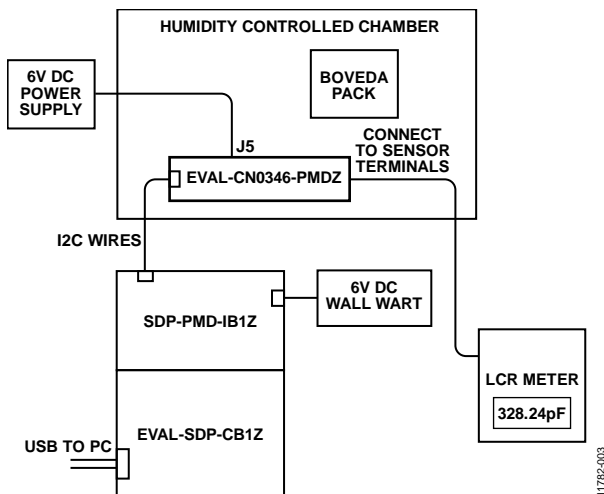 HUMIDITY CONTROLLED CHAMBER
6V DC
POWER
SUPPLY
BOVEDA
PACK
J5
CONNECT
TO SENSOR
TERMINALS
EVAL-CN0346-PMDZ
I2C WIRES
SDP-PMD-IB1Z
6V DC
WALL WART
LCR METER
328.24pF
EVAL-SDP-CB1Z
USB TO PC
11782-003